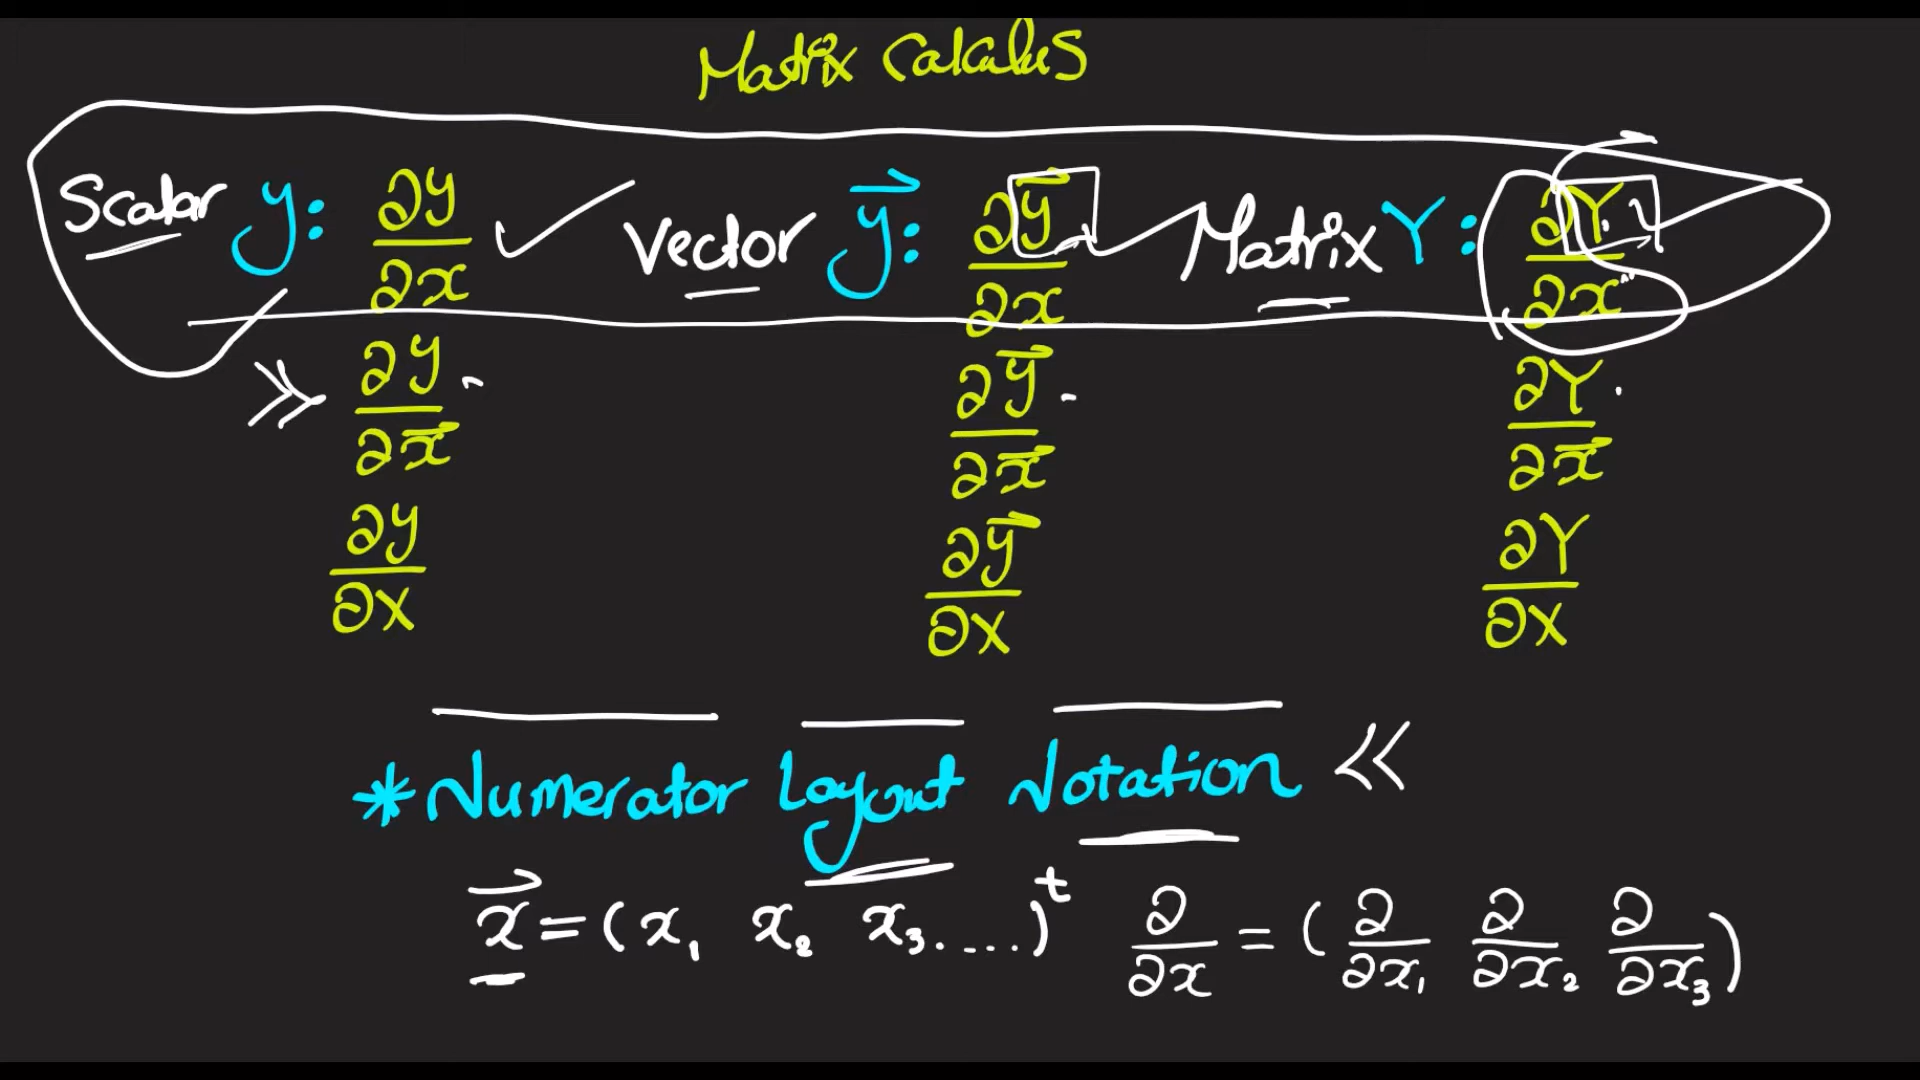 Matrix Calculus
Scalar y: ∂y/∂x ✓ Vector y⃗: ∂y⃗/∂x ✓ Matrix Y: ∂Y/∂x
>> ∂y/∂x⃗ ∂y⃗/∂x⃗ ∂Y/∂x⃗
∂y/∂X ∂y⃗/∂X ∂Y/∂X
*Numerator Layout Notation <<
x⃗ = (x₁ x₂ x₃ ....)ᵗ ∂/∂x = (∂/∂x₁ ∂/∂x₂ ∂/∂x₃)